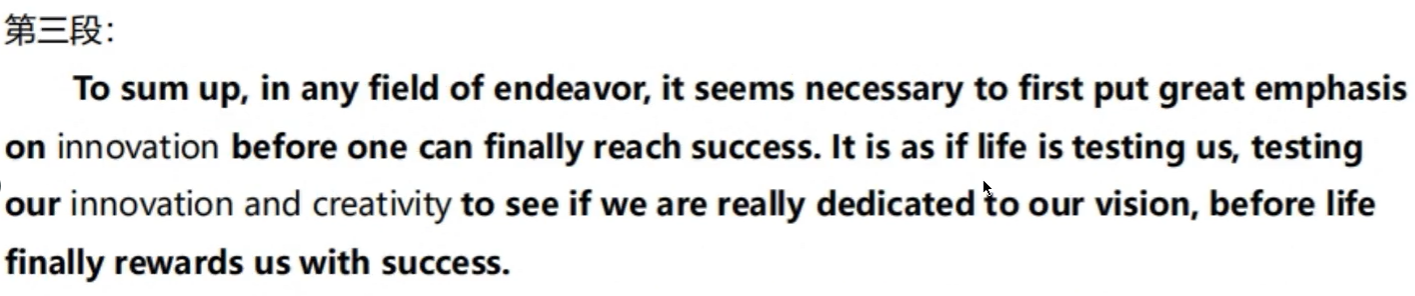 第三段：
To sum up, in any field of endeavor, it seems necessary to first put great emphasis
on innovation before one can finally reach success. It is as if life is testing us, testing
our innovation and creativity to see if we are really dedicated to our vision, before life
finally rewards us with success.